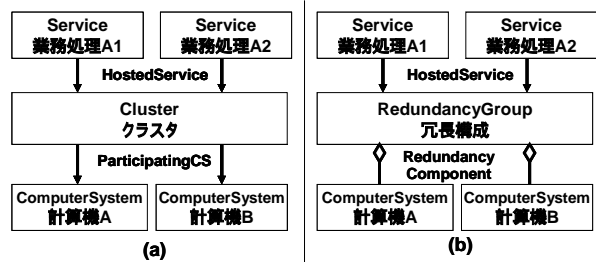 Service
業務処理A1
Service
業務処理A2
HostedService
Cluster
クラスタ
ParticipatingCS
ComputerSystem
計算機A
ComputerSystem
計算機B
(a)
Service
業務処理A1
Service
業務処理A2
HostedService
RedundancyGroup
冗長構成
Redundancy
Component
ComputerSystem
計算機A
ComputerSystem
計算機B
(b)